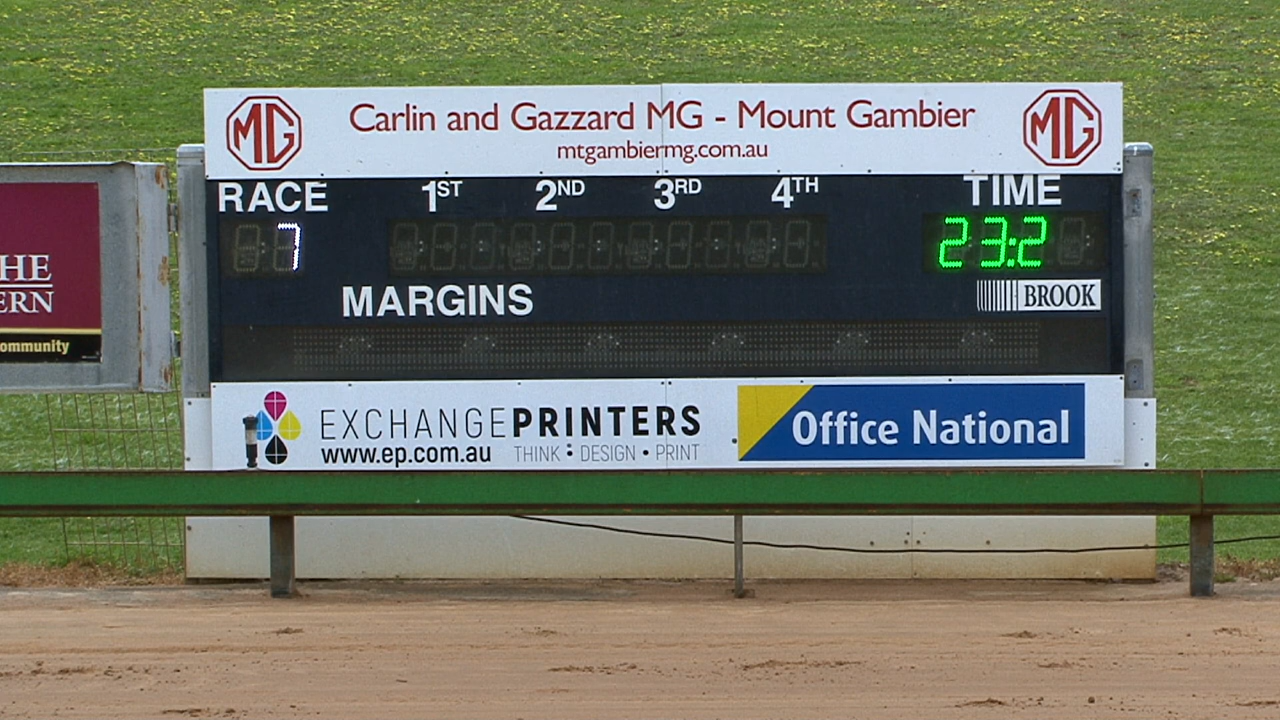 MG Carlin and Gazzard MG - Mount Gambier MG
mtgambiermg.com.au
RACE 1ST 2ND 3RD 4TH TIME
7 23:2
MARGINS BROOK
HE
ERN
ommunity
EXCHANGEPRINTERS
www.ep.com.au THINK : DESIGN • PRINT
Office National